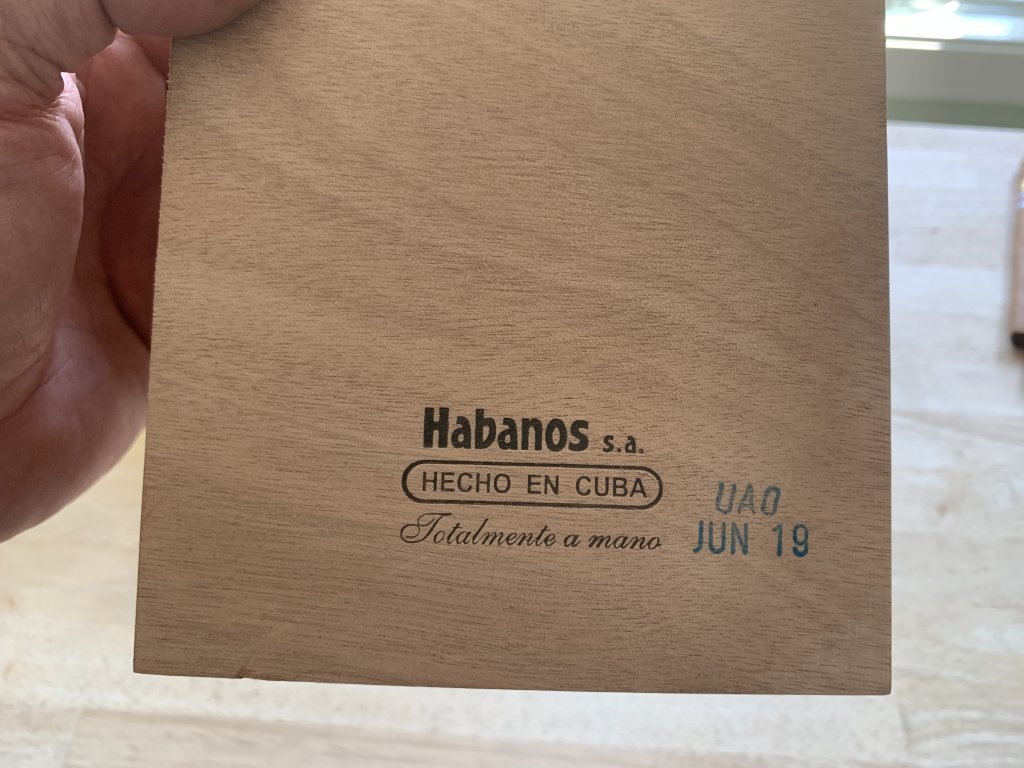 Habanos s.a.
HECHO EN CUBA
Totalmente a mano
UAO
JUN 19